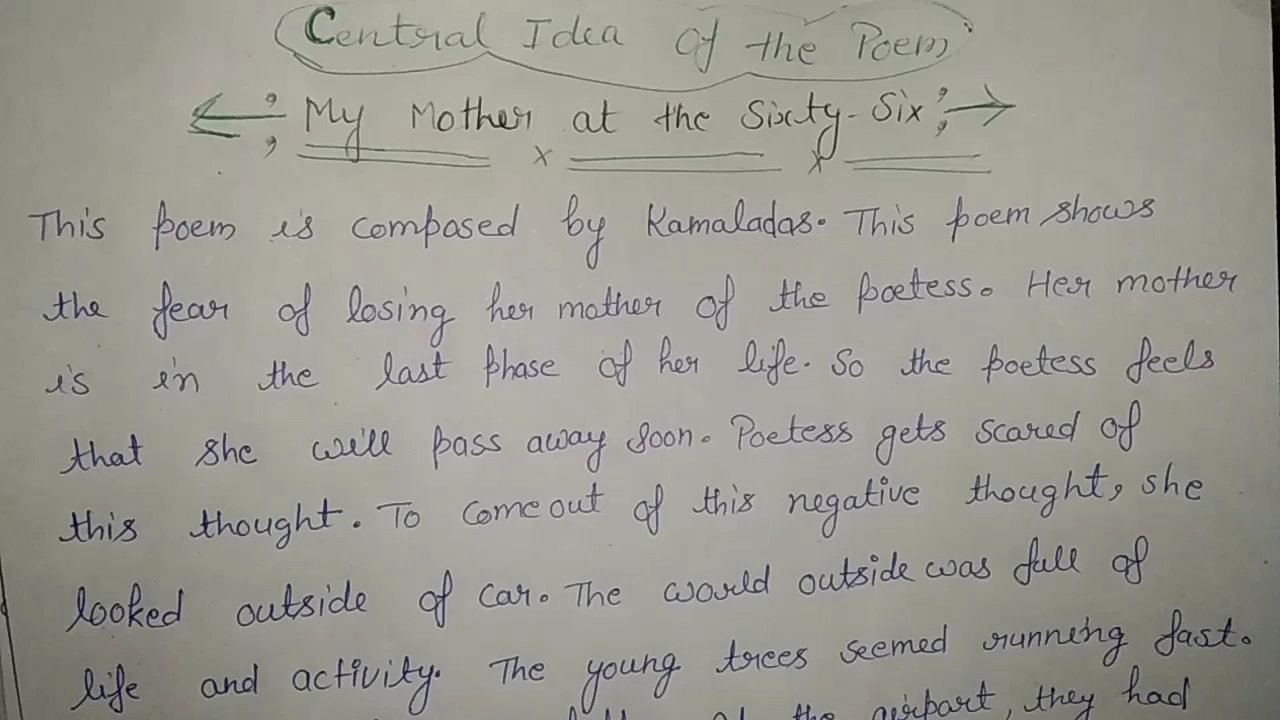 Central Idea of the Poem
My Mother at the Sixty-Six
This poem is composed by Kamaladas. This poem shows
the fear of losing her mother of the poetess. Her mother
is in the last phase of her life. So the poetess feels
that she will pass away soon. Poetess gets scared of
this thought. To come out of this negative thought, she
looked outside of car. The world outside was full of
life and activity. The young trees seemed running fast.
the airport, they had